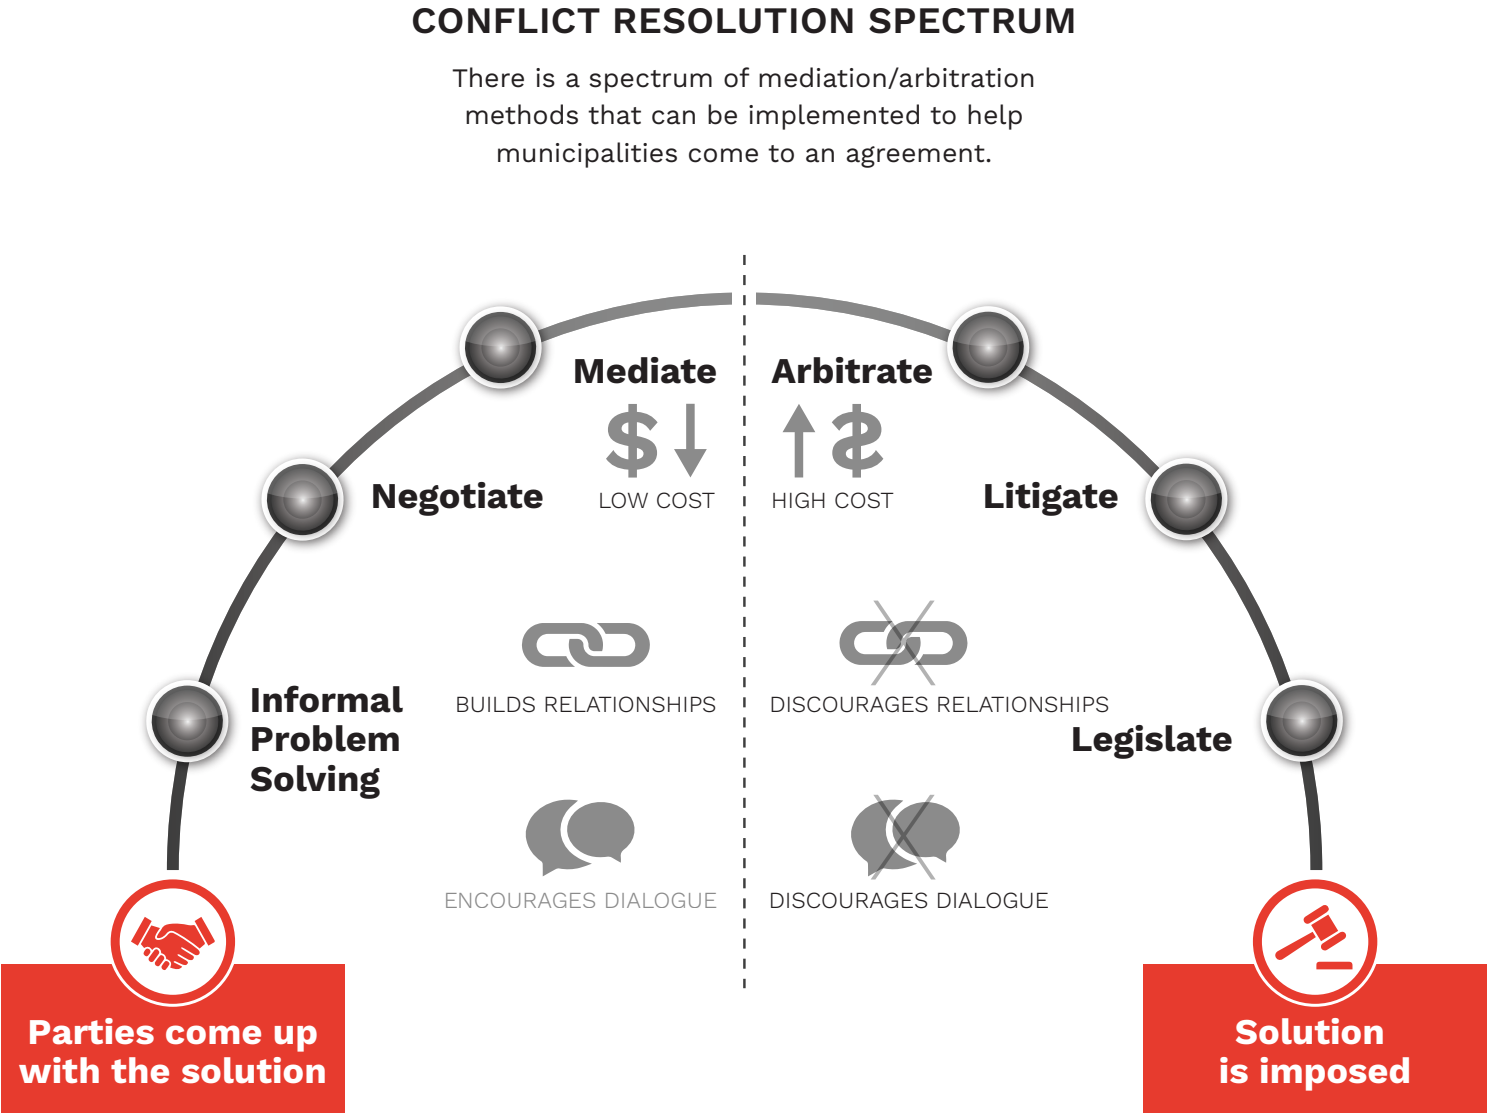 CONFLICT RESOLUTION SPECTRUM
There is a spectrum of mediation/arbitration
methods that can be implemented to help
municipalities come to an agreement.
Mediate
Arbitrate
$
$
LOW COST
HIGH COST
Negotiate
Litigate
BUILDS RELATIONSHIPS
DISCOURAGES RELATIONSHIPS
Informal
Problem
Solving
Legislate
ENCOURAGES DIALOGUE
DISCOURAGES DIALOGUE
Parties come up
with the solution
Solution
is imposed